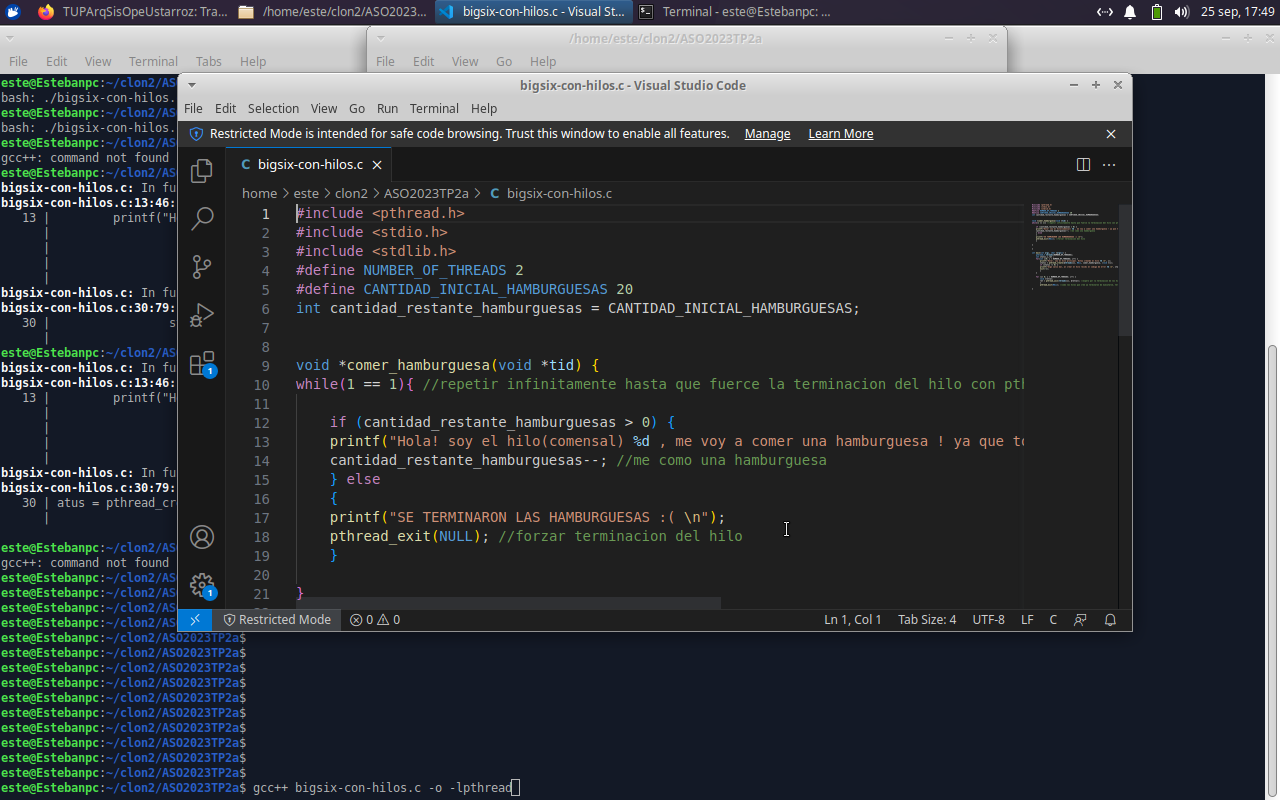 TUPArqSisOpeUstarroz: Tra...
/home/este/clon2/ASO2023...
bigsix-con-hilos.c - Visual St...
Terminal - este@Estebanpc: ...
25 sep, 17:49
/home/este/clon2/ASO2023TP2a
File Edit View Terminal Tabs Help
File Edit View Go Help
este@Estebanpc:~/clon2/AS
bash: ./bigsix-con-hilos.
este@Estebanpc:~/clon2/AS
bash: ./bigsix-con-hilos.
este@Estebanpc:~/clon2/AS
gcc++: command not found
este@Estebanpc:~/clon2/AS
bigsix-con-hilos.c: In fu
bigsix-con-hilos.c:13:46:
13 | printf("H
|
|
|
|
bigsix-con-hilos.c: In fu
bigsix-con-hilos.c:30:79:
30 | s
|
este@Estebanpc:~/clon2/AS
bigsix-con-hilos.c: In fu
bigsix-con-hilos.c:13:46:
13 | printf("H
|
|
|
|
bigsix-con-hilos.c: In fu
bigsix-con-hilos.c:30:79:
30 | atus = pthread_cr
|
este@Estebanpc:~/clon2/AS
gcc++: command not found
este@Estebanpc:~/clon2/AS
este@Estebanpc:~/clon2/AS
este@Estebanpc:~/clon2/AS
este@Estebanpc:~/clon2/AS
este@Estebanpc:~/clon2/ASO2023TP2a$
este@Estebanpc:~/clon2/ASO2023TP2a$
este@Estebanpc:~/clon2/ASO2023TP2a$
este@Estebanpc:~/clon2/ASO2023TP2a$
este@Estebanpc:~/clon2/ASO2023TP2a$
este@Estebanpc:~/clon2/ASO2023TP2a$
este@Estebanpc:~/clon2/ASO2023TP2a$
este@Estebanpc:~/clon2/ASO2023TP2a$
este@Estebanpc:~/clon2/ASO2023TP2a$
este@Estebanpc:~/clon2/ASO2023TP2a$
este@Estebanpc:~/clon2/ASO2023TP2a$ gcc++ bigsix-con-hilos.c -o -lpthread
bigsix-con-hilos.c - Visual Studio Code
File Edit Selection View Go Run Terminal Help
Restricted Mode is intended for safe code browsing. Trust this window to enable all features. Manage Learn More
C bigsix-con-hilos.c
home > este > clon2 > ASO2023TP2a > C bigsix-con-hilos.c
1 #include <pthread.h>
2 #include <stdio.h>
3 #include <stdlib.h>
4 #define NUMBER_OF_THREADS 2
5 #define CANTIDAD_INICIAL_HAMBURGUESAS 20
6 int cantidad_restante_hamburguesas = CANTIDAD_INICIAL_HAMBURGUESAS;
7
8
9 void *comer_hamburguesa(void *tid) {
10 while(1 == 1){ //repetir infinitamente hasta que fuerce la terminacion del hilo con pth
11
12 if (cantidad_restante_hamburguesas > 0) {
13 printf("Hola! soy el hilo(comensal) %d , me voy a comer una hamburguesa ! ya que to
14 cantidad_restante_hamburguesas--; //me como una hamburguesa
15 } else
16 {
17 printf("SE TERMINARON LAS HAMBURGUESAS :( \n");
18 pthread_exit(NULL); //forzar terminacion del hilo
19 }
20
21 }
1
1
Restricted Mode
0 0
Ln 1, Col 1 Tab Size: 4 UTF-8 LF C